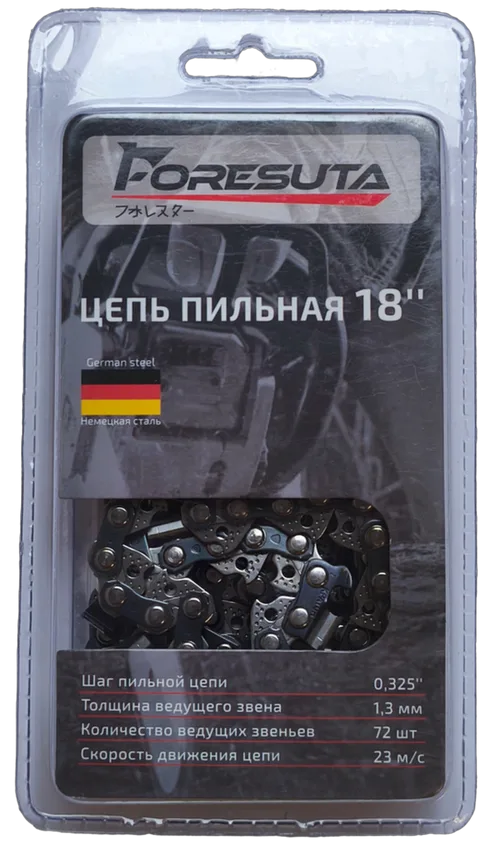 FORESUTA
フォレスター
ЦЕПЬ ПИЛЬНАЯ 18''
German steel
Немецкая сталь
Шаг пильной цепи 0,325''
Толщина ведущего звена 1,3 мм
Количество ведущих звеньев 72 шт
Скорость движения цепи 23 м/с